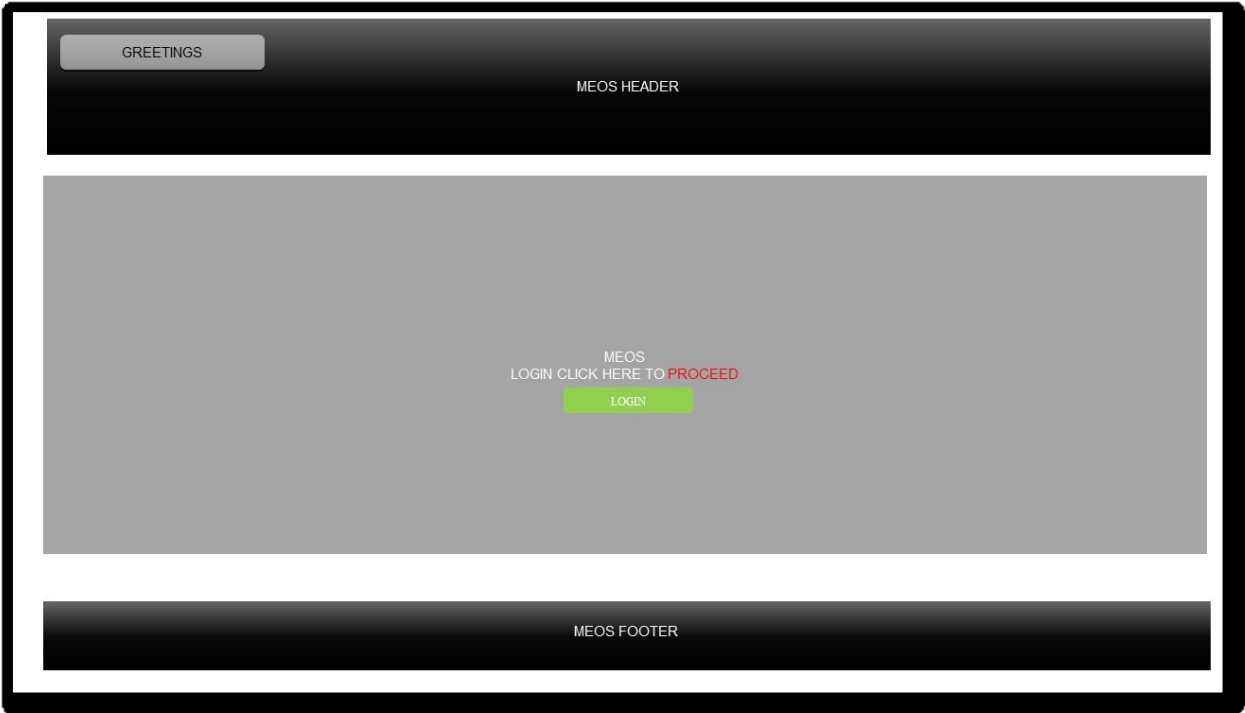 GREETINGS
MEOS HEADER
MEOS
LOGIN CLICK HERE TO PROCEED
LOGIN
MEOS FOOTER